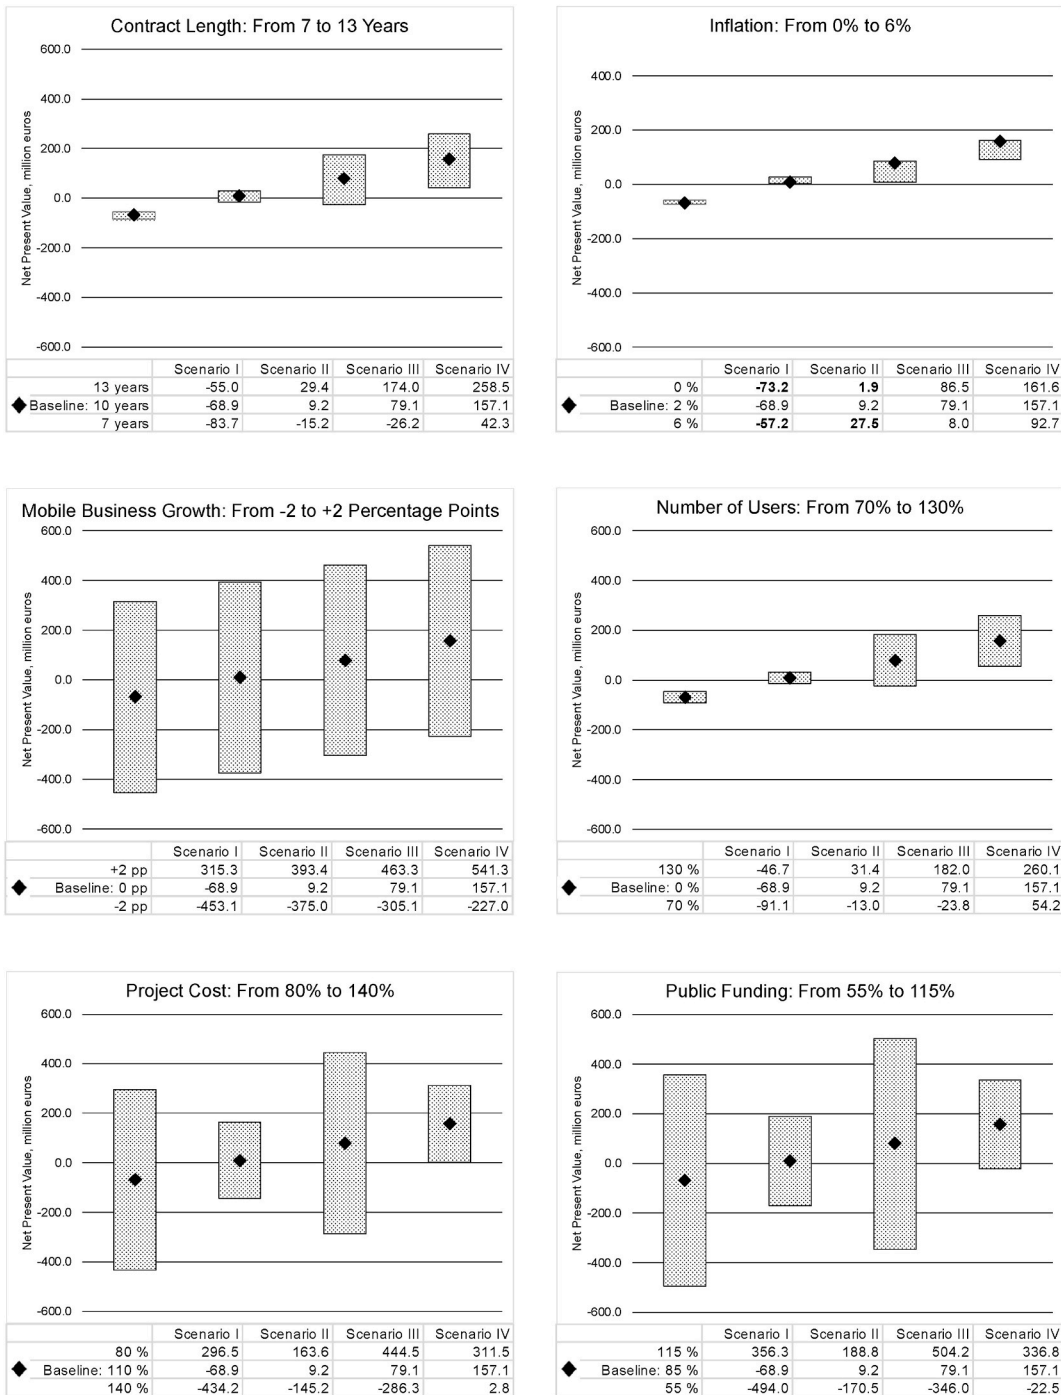 Contract Length: From 7 to 13 Years
Net Present Value, million euros
600.0
400.0
200.0
0.0
-200.0
-400.0
-600.0
Scenario I Scenario II Scenario III Scenario IV
13 years -55.0 29.4 174.0 258.5
Baseline: 10 years -68.9 9.2 79.1 157.1
7 years -83.7 -15.2 -26.2 42.3
Inflation: From 0% to 6%
Net Present Value, million euros
400.0
200.0
0.0
-200.0
-400.0
-600.0
Scenario I Scenario II Scenario III Scenario IV
0 % -73.2 1.9 86.5 161.6
Baseline: 2 % -68.9 9.2 79.1 157.1
6 % -57.2 27.5 8.0 92.7
Mobile Business Growth: From -2 to +2 Percentage Points
Net Present Value, million euros
600.0
400.0
200.0
0.0
-200.0
-400.0
-600.0
Scenario I Scenario II Scenario III Scenario IV
+2 pp 315.3 393.4 463.3 541.3
Baseline: 0 pp -68.9 9.2 79.1 157.1
-2 pp -453.1 -375.0 -305.1 -227.0
Number of Users: From 70% to 130%
Net Present Value, million euros
600.0
400.0
200.0
0.0
-200.0
-400.0
-600.0
Scenario I Scenario II Scenario III Scenario IV
130 % -46.7 31.4 182.0 260.1
Baseline: 0 % -68.9 9.2 79.1 157.1
70 % -91.1 -13.0 -23.8 54.2
Project Cost: From 80% to 140%
Net Present Value, million euros
600.0
400.0
200.0
0.0
-200.0
-400.0
-600.0
Scenario I Scenario II Scenario III Scenario IV
80 % 296.5 163.6 444.5 311.5
Baseline: 110 % -68.9 9.2 79.1 157.1
140 % -434.2 -145.2 -286.3 2.8
Public Funding: From 55% to 115%
Net Present Value, million euros
600.0
400.0
200.0
0.0
-200.0
-400.0
-600.0
Scenario I Scenario II Scenario III Scenario IV
115 % 356.3 188.8 504.2 336.8
Baseline: 85 % -68.9 9.2 79.1 157.1
55 % -494.0 -170.5 -346.0 -22.5